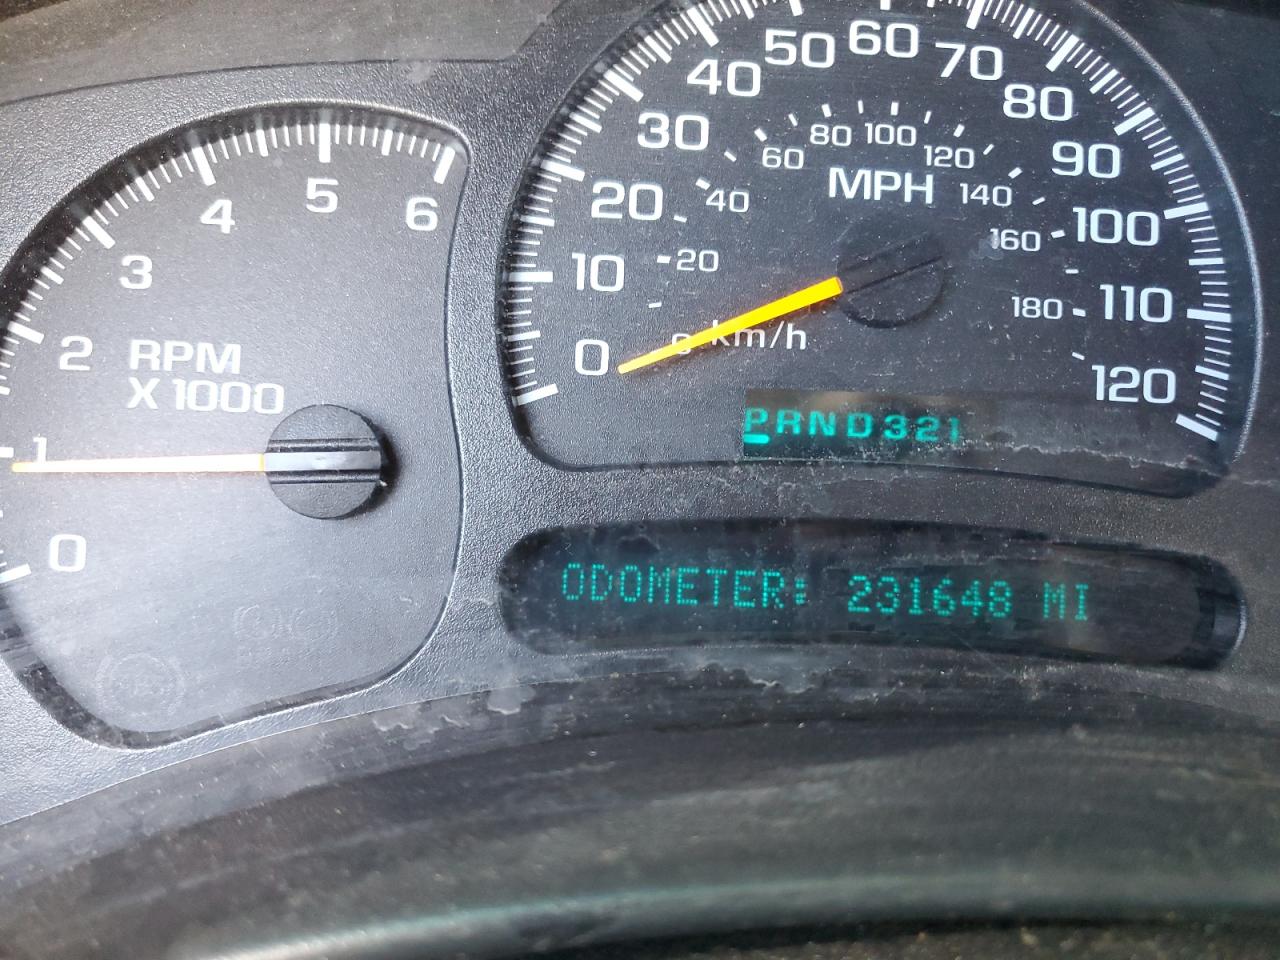 0 1 2 3 4 5 6
RPM
X 1000
0 10 20 30 40 50 60 70 80 90 100 110 120
20 40 60 80 100 120 140 160 180
MPH
km/h
PRND321
ODOMETER: 231648 MI